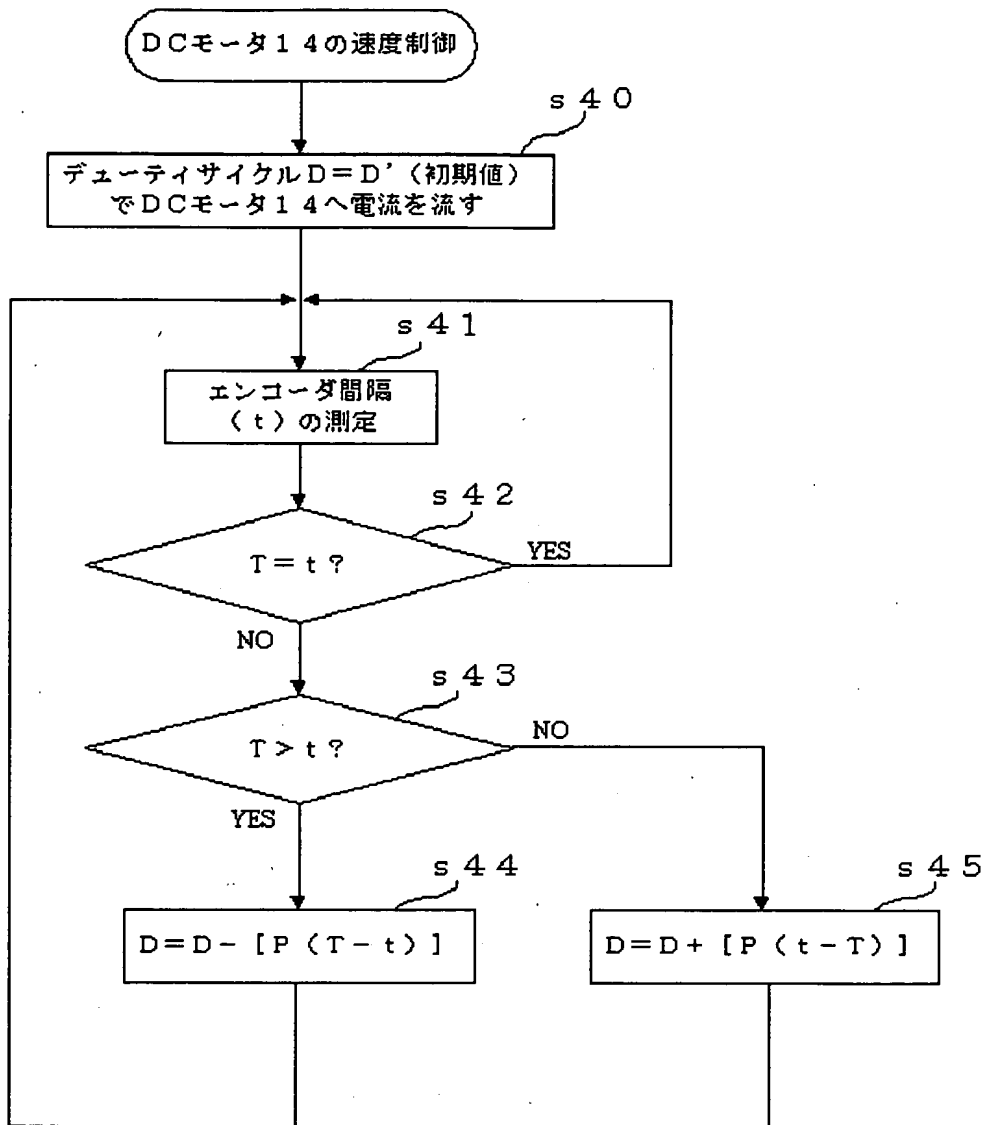 DCモータ14の速度制御
s40
デューティサイクルD=D'(初期値)
でDCモータ14へ電流を流す
s41
エンコーダ間隔
(t)の測定
s42
T=t?
YES
NO
s43
T>t?
NO
YES
s44
s45
D=D-[P(T-t)]
D=D+[P(t-T)]